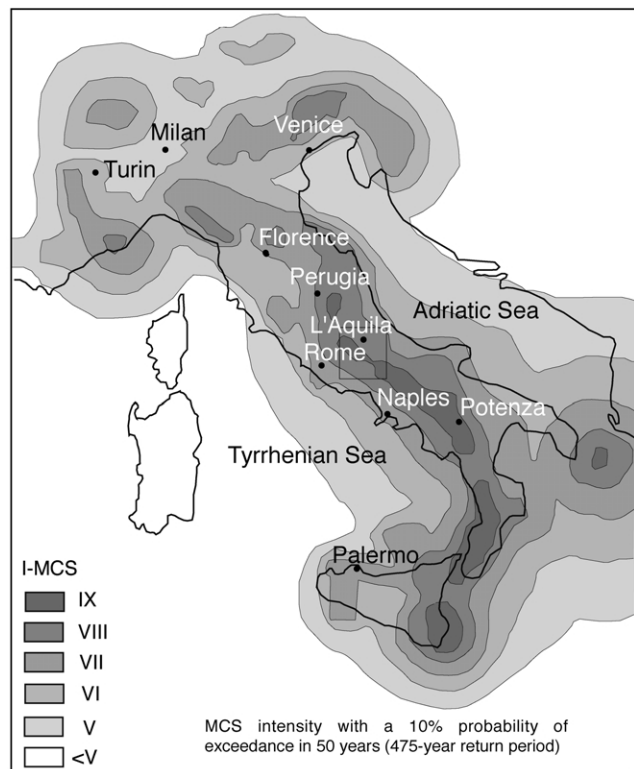 Milan
Venice
Turin
Florence
Perugia
Adriatic Sea
L'Aquila
Rome
Naples
Potenza
Tyrrhenian Sea
Palermo
I-MCS
IX
VIII
VII
VI
V
<V
MCS intensity with a 10% probability of
exceedance in 50 years (475-year return period)